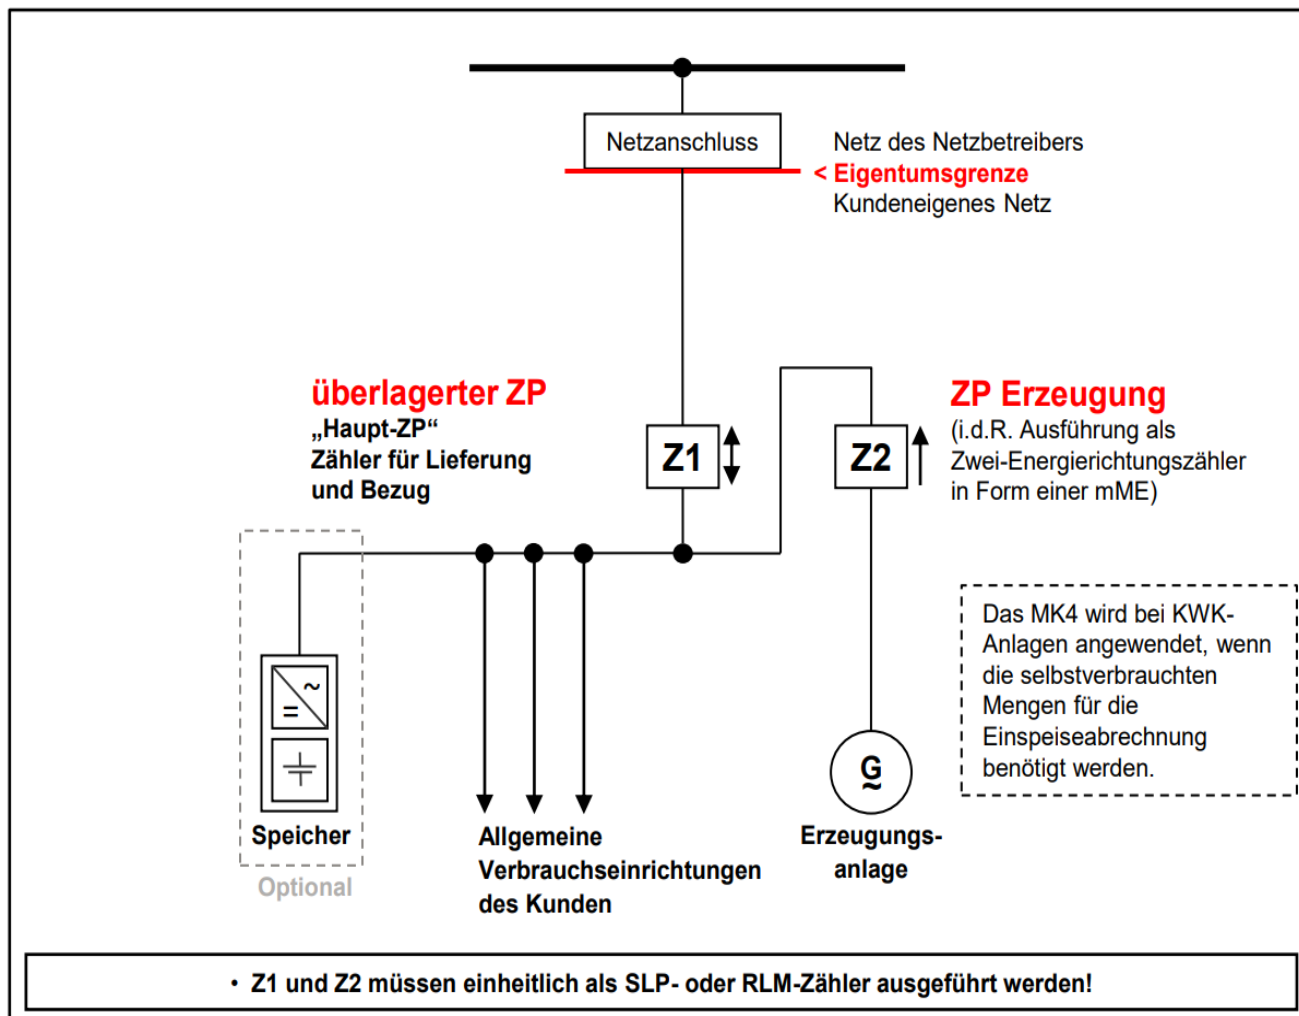 Netzanschluss
Netz des Netzbetreibers
< Eigentumsgrenze
Kundeneigenes Netz
überlagerter ZP
„Haupt-ZP“
Zähler für Lieferung
und Bezug
Z1
Z2
ZP Erzeugung
(i.d.R. Ausführung als
Zwei-Energierichtungszähler
in Form einer mME)
Das MK4 wird bei KWK-
Anlagen angewendet, wenn
die selbstverbrauchten
Mengen für die
Einspeiseabrechnung
benötigt werden.
~
=
G
~
Speicher
Optional
Allgemeine
Verbrauchseinrichtungen
des Kunden
Erzeugungs-
anlage
• Z1 und Z2 müssen einheitlich als SLP- oder RLM-Zähler ausgeführt werden!